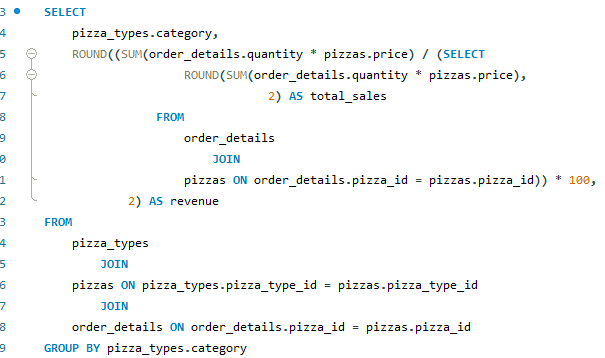 3 SELECT
4 pizza_types.category,
5 ROUND((SUM(order_details.quantity * pizzas.price) / (SELECT
6 ROUND(SUM(order_details.quantity * pizzas.price),
7 2) AS total_sales
8 FROM
9 order_details
0 JOIN
1 pizzas ON order_details.pizza_id = pizzas.pizza_id)) * 100,
2 2) AS revenue
3 FROM
4 pizza_types
5 JOIN
6 pizzas ON pizza_types.pizza_type_id = pizzas.pizza_type_id
7 JOIN
8 order_details ON order_details.pizza_id = pizzas.pizza_id
9 GROUP BY pizza_types.category